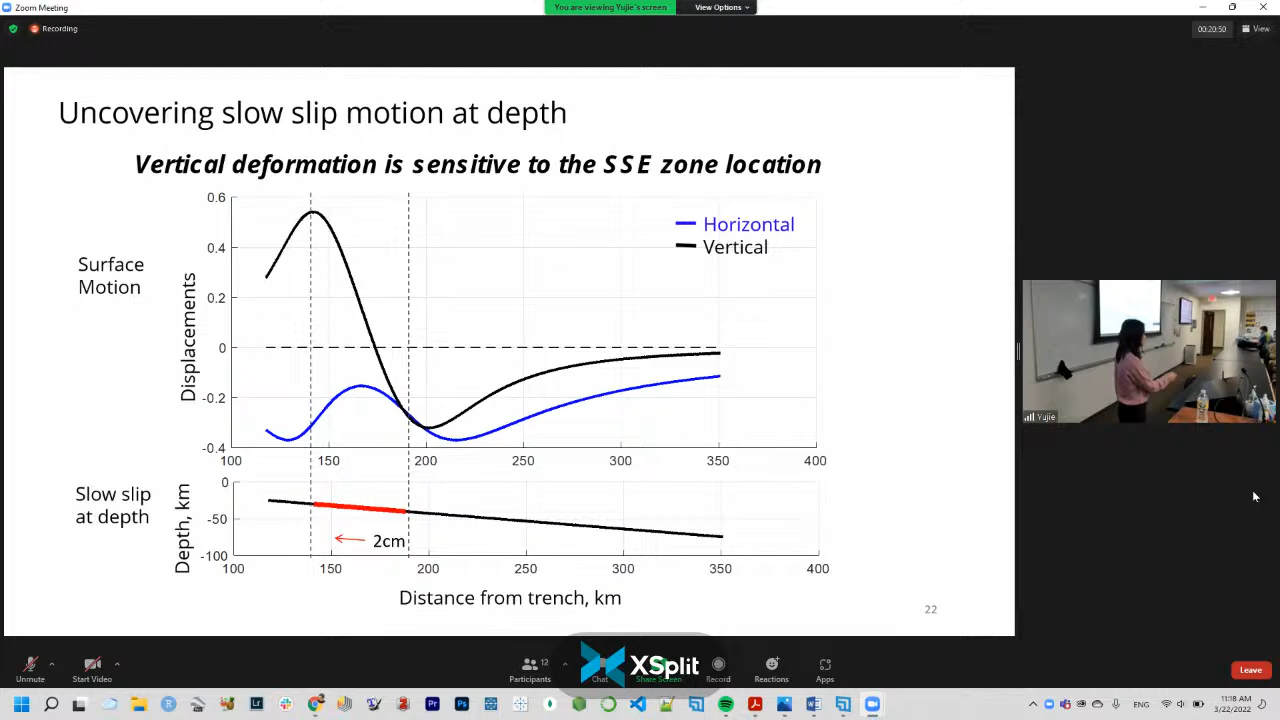 Zoom Meeting
You are viewing Yujie's screen
View Options
Recording
00:20:50
View
Uncovering slow slip motion at depth
Vertical deformation is sensitive to the SSE zone location
0.6
0.4
0.2
0
-0.2
-0.4
Horizontal
Vertical
Surface
Motion
Displacements
100
150
200
250
300
350
400
Slow slip
at depth
Depth, km
0
-50
-100
2cm
100
150
200
250
300
350
400
Distance from trench, km
22
Yujie
Unmute
Start Video
12
Participants
Chat
Share Screen
Record
Reactions
Apps
Leave
XSplit
11:18 AM
3/22/2022